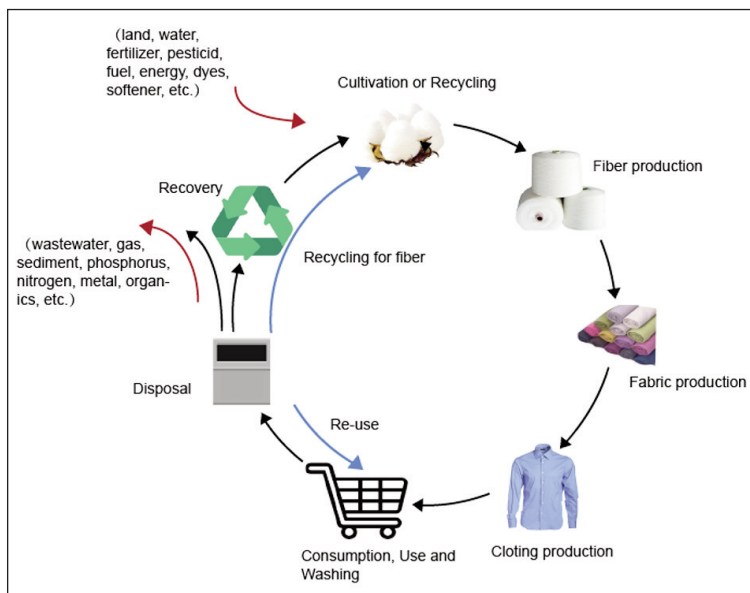 （land, water,
fertilizer, pesticid,
fuel, energy, dyes,
softener, etc.）
Cultivation or Recycling
Fiber production
Recovery
（wastewater, gas,
sediment, phosphorus,
nitrogen, metal, organ-
ics, etc.）
Recycling for fiber
Fabric production
Disposal
Re-use
Cloting production
Consumption, Use and
Washing